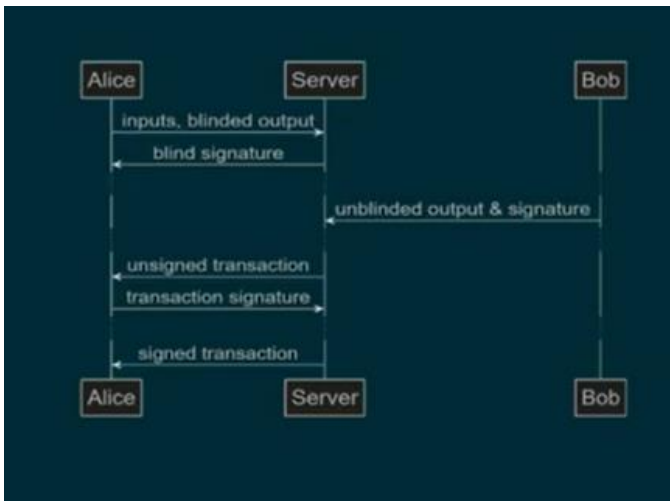 Alice
Server
Bob
inputs, blinded output
blind signature
unblinded output & signature
unsigned transaction
transaction signature
signed transaction
Alice
Server
Bob